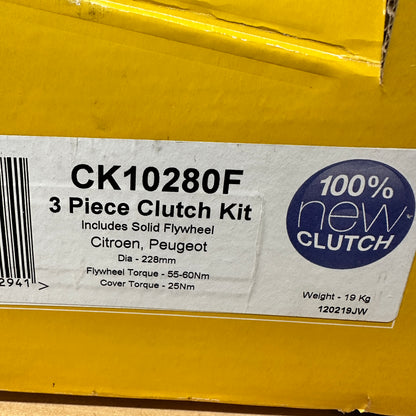 CK10280F
3 Piece Clutch Kit
Includes Solid Flywheel
Citroen, Peugeot
Dia - 228mm
Flywheel Torque - 55-60Nm
Cover Torque - 25Nm
2941 >
100%
new
CLUTCH
Weight - 19 Kg
120219JW